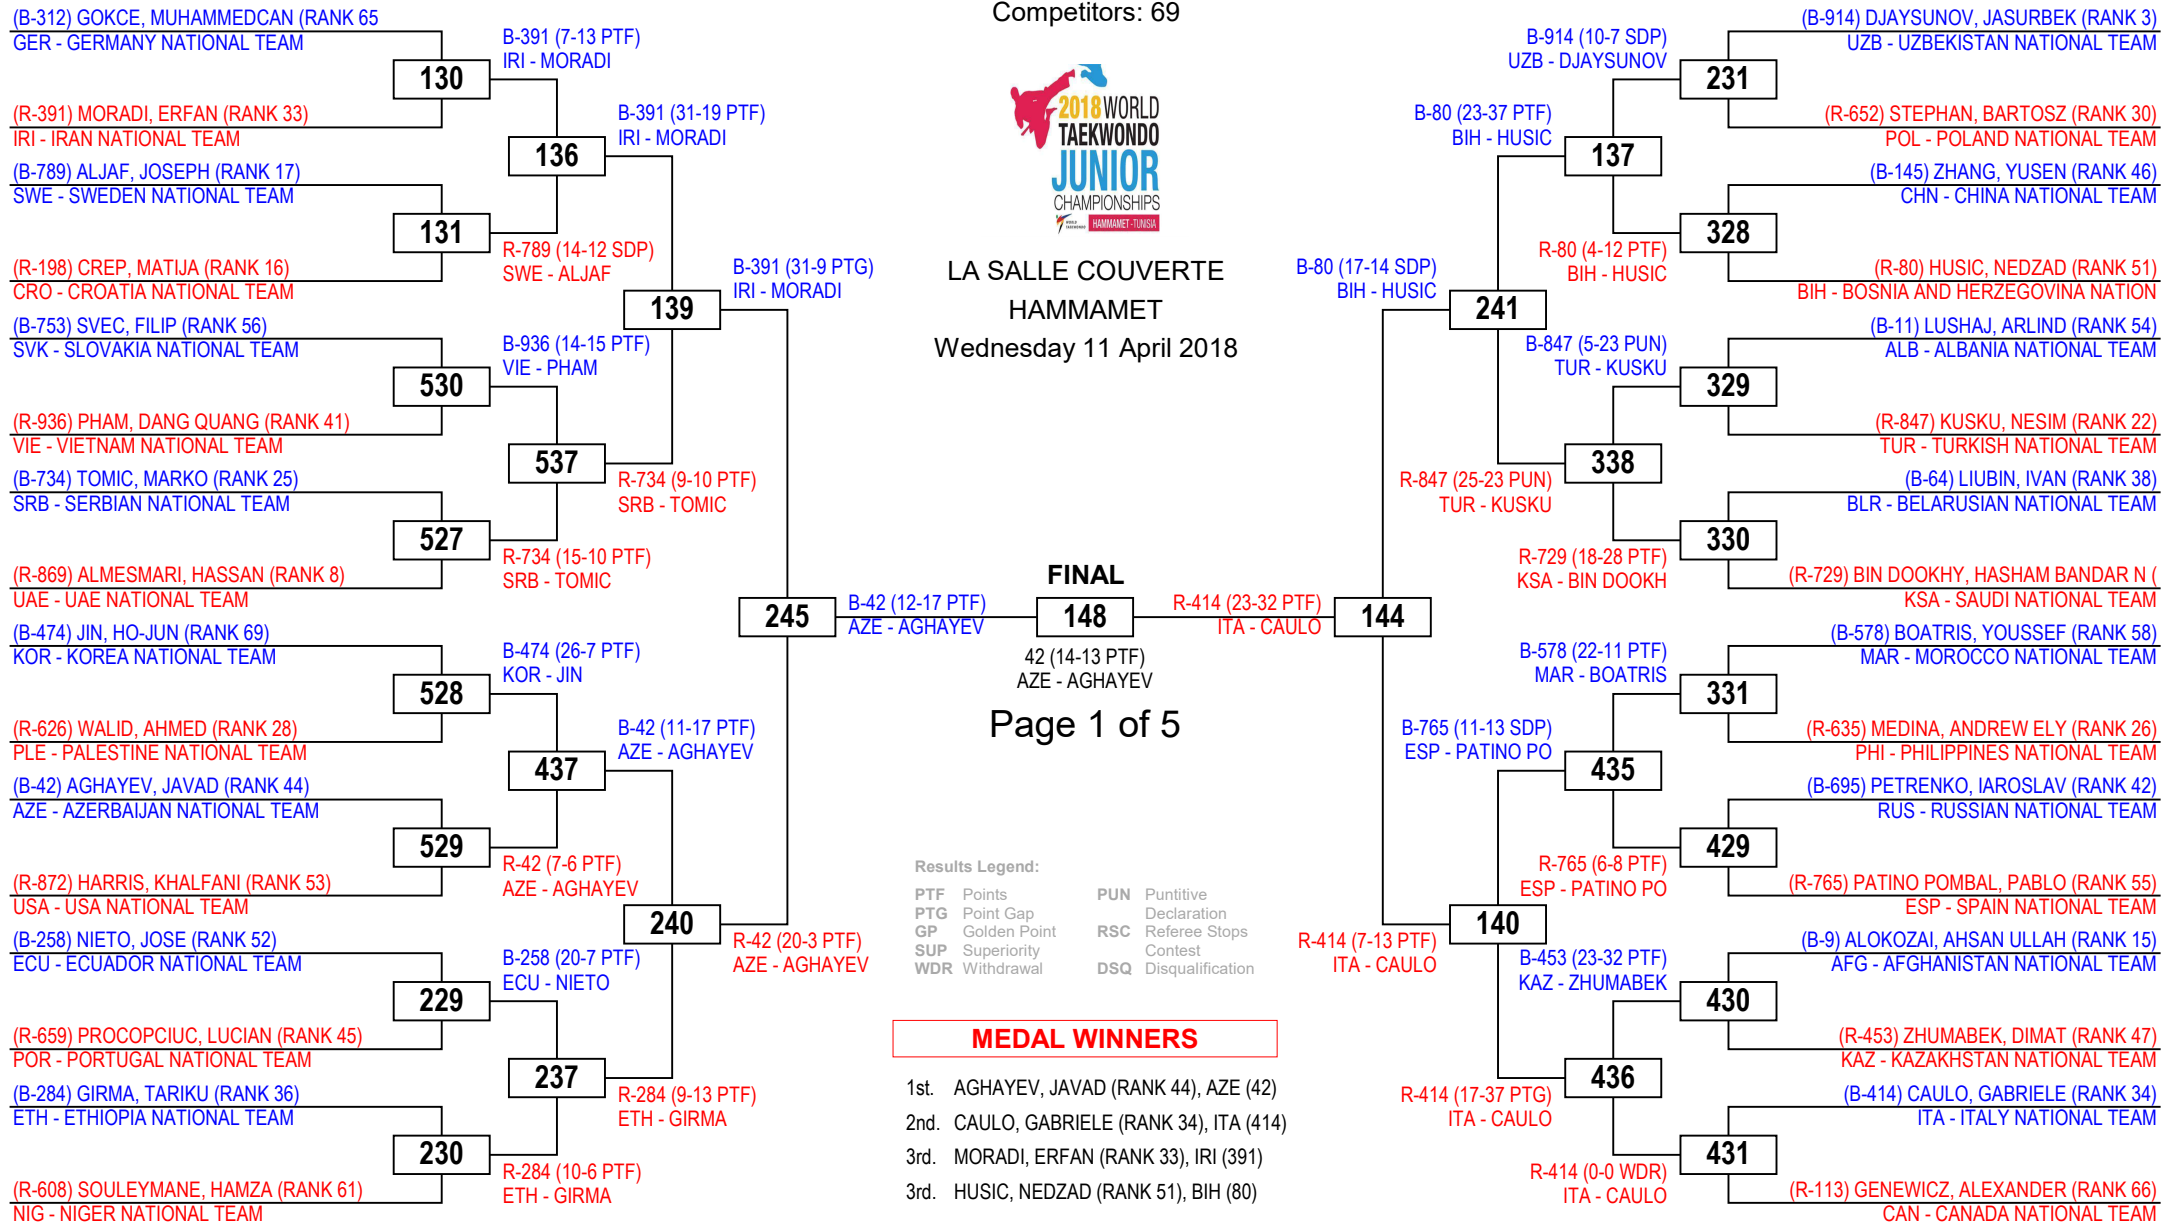 (B-312) GOKCE, MUHAMMEDCAN (RANK 65
GER - GERMANY NATIONAL TEAM
130
(R-391) MORADI, ERFAN (RANK 33)
IRI - IRAN NATIONAL TEAM
(B-789) ALJAF, JOSEPH (RANK 17)
SWE - SWEDEN NATIONAL TEAM
131
(R-198) CREP, MATIJA (RANK 16)
CRO - CROATIA NATIONAL TEAM
(B-753) SVEC, FILIP (RANK 56)
SVK - SLOVAKIA NATIONAL TEAM
530
(R-936) PHAM, DANG QUANG (RANK 41)
VIE - VIETNAM NATIONAL TEAM
(B-734) TOMIC, MARKO (RANK 25)
SRB - SERBIAN NATIONAL TEAM
527
(R-869) ALMESMARI, HASSAN (RANK 8)
UAE - UAE NATIONAL TEAM
(B-474) JIN, HO-JUN (RANK 69)
KOR - KOREA NATIONAL TEAM
528
(R-626) WALID, AHMED (RANK 28)
PLE - PALESTINE NATIONAL TEAM
(B-42) AGHAYEV, JAVAD (RANK 44)
AZE - AZERBAIJAN NATIONAL TEAM
529
(R-872) HARRIS, KHALFANI (RANK 53)
USA - USA NATIONAL TEAM
(B-258) NIETO, JOSE (RANK 52)
ECU - ECUADOR NATIONAL TEAM
229
(R-659) PROCOPCIUC, LUCIAN (RANK 45)
POR - PORTUGAL NATIONAL TEAM
(B-284) GIRMA, TARIKU (RANK 36)
ETH - ETHIOPIA NATIONAL TEAM
230
(R-608) SOULEYMANE, HAMZA (RANK 61)
NIG - NIGER NATIONAL TEAM
B-391 (7-13 PTF)
IRI - MORADI
136
R-789 (14-12 SDP)
SWE - ALJAF
B-936 (14-15 PTF)
VIE - PHAM
537
R-734 (15-10 PTF)
SRB - TOMIC
B-474 (26-7 PTF)
KOR - JIN
437
R-42 (7-6 PTF)
AZE - AGHAYEV
B-258 (20-7 PTF)
ECU - NIETO
237
R-284 (10-6 PTF)
ETH - GIRMA
B-391 (31-19 PTF)
IRI - MORADI
139
R-734 (9-10 PTF)
SRB - TOMIC
B-42 (11-17 PTF)
AZE - AGHAYEV
240
R-284 (9-13 PTF)
ETH - GIRMA
B-391 (31-9 PTG)
IRI - MORADI
245
R-42 (20-3 PTF)
AZE - AGHAYEV
Competitors: 69
2018 WORLD
TAEKWONDO
JUNIOR
CHAMPIONSHIPS
HAMMAMET - TUNISIA
LA SALLE COUVERTE
HAMMAMET
Wednesday 11 April 2018
FINAL
B-42 (12-17 PTF)
AZE - AGHAYEV
148
R-414 (23-32 PTF)
ITA - CAULO
42 (14-13 PTF)
AZE - AGHAYEV
Page 1 of 5
Results Legend:
PTF Points
PTG Point Gap
GP Golden Point
SUP Superiority
WDR Withdrawal
PUN Puntitive
Declaration
RSC Referee Stops
Contest
DSQ Disqualification
MEDAL WINNERS
1st. AGHAYEV, JAVAD (RANK 44), AZE (42)
2nd. CAULO, GABRIELE (RANK 34), ITA (414)
3rd. MORADI, ERFAN (RANK 33), IRI (391)
3rd. HUSIC, NEDZAD (RANK 51), BIH (80)
B-80 (17-14 SDP)
BIH - HUSIC
144
R-414 (7-13 PTF)
ITA - CAULO
B-80 (23-37 PTF)
BIH - HUSIC
241
R-847 (25-23 PUN)
TUR - KUSKU
B-765 (11-13 SDP)
ESP - PATINO PO
140
R-414 (17-37 PTG)
ITA - CAULO
B-914 (10-7 SDP)
UZB - DJAYSUNOV
137
R-80 (4-12 PTF)
BIH - HUSIC
B-847 (5-23 PUN)
TUR - KUSKU
338
R-729 (18-28 PTF)
KSA - BIN DOOKH
B-578 (22-11 PTF)
MAR - BOATRIS
435
R-765 (6-8 PTF)
ESP - PATINO PO
B-453 (23-32 PTF)
KAZ - ZHUMABEK
436
R-414 (0-0 WDR)
ITA - CAULO
(B-914) DJAYSUNOV, JASURBEK (RANK 3)
UZB - UZBEKISTAN NATIONAL TEAM
231
(R-652) STEPHAN, BARTOSZ (RANK 30)
POL - POLAND NATIONAL TEAM
(B-145) ZHANG, YUSEN (RANK 46)
CHN - CHINA NATIONAL TEAM
328
(R-80) HUSIC, NEDZAD (RANK 51)
BIH - BOSNIA AND HERZEGOVINA NATION
(B-11) LUSHAJ, ARLIND (RANK 54)
ALB - ALBANIA NATIONAL TEAM
329
(R-847) KUSKU, NESIM (RANK 22)
TUR - TURKISH NATIONAL TEAM
(B-64) LIUBIN, IVAN (RANK 38)
BLR - BELARUSIAN NATIONAL TEAM
330
(R-729) BIN DOOKHY, HASHAM BANDAR N (
KSA - SAUDI NATIONAL TEAM
(B-578) BOATRIS, YOUSSEF (RANK 58)
MAR - MOROCCO NATIONAL TEAM
331
(R-635) MEDINA, ANDREW ELY (RANK 26)
PHI - PHILIPPINES NATIONAL TEAM
(B-695) PETRENKO, IAROSLAV (RANK 42)
RUS - RUSSIAN NATIONAL TEAM
429
(R-765) PATINO POMBAL, PABLO (RANK 55)
ESP - SPAIN NATIONAL TEAM
(B-9) ALOKOZAI, AHSAN ULLAH (RANK 15)
AFG - AFGHANISTAN NATIONAL TEAM
430
(R-453) ZHUMABEK, DIMAT (RANK 47)
KAZ - KAZAKHSTAN NATIONAL TEAM
(B-414) CAULO, GABRIELE (RANK 34)
ITA - ITALY NATIONAL TEAM
431
(R-113) GENEWICZ, ALEXANDER (RANK 66)
CAN - CANADA NATIONAL TEAM